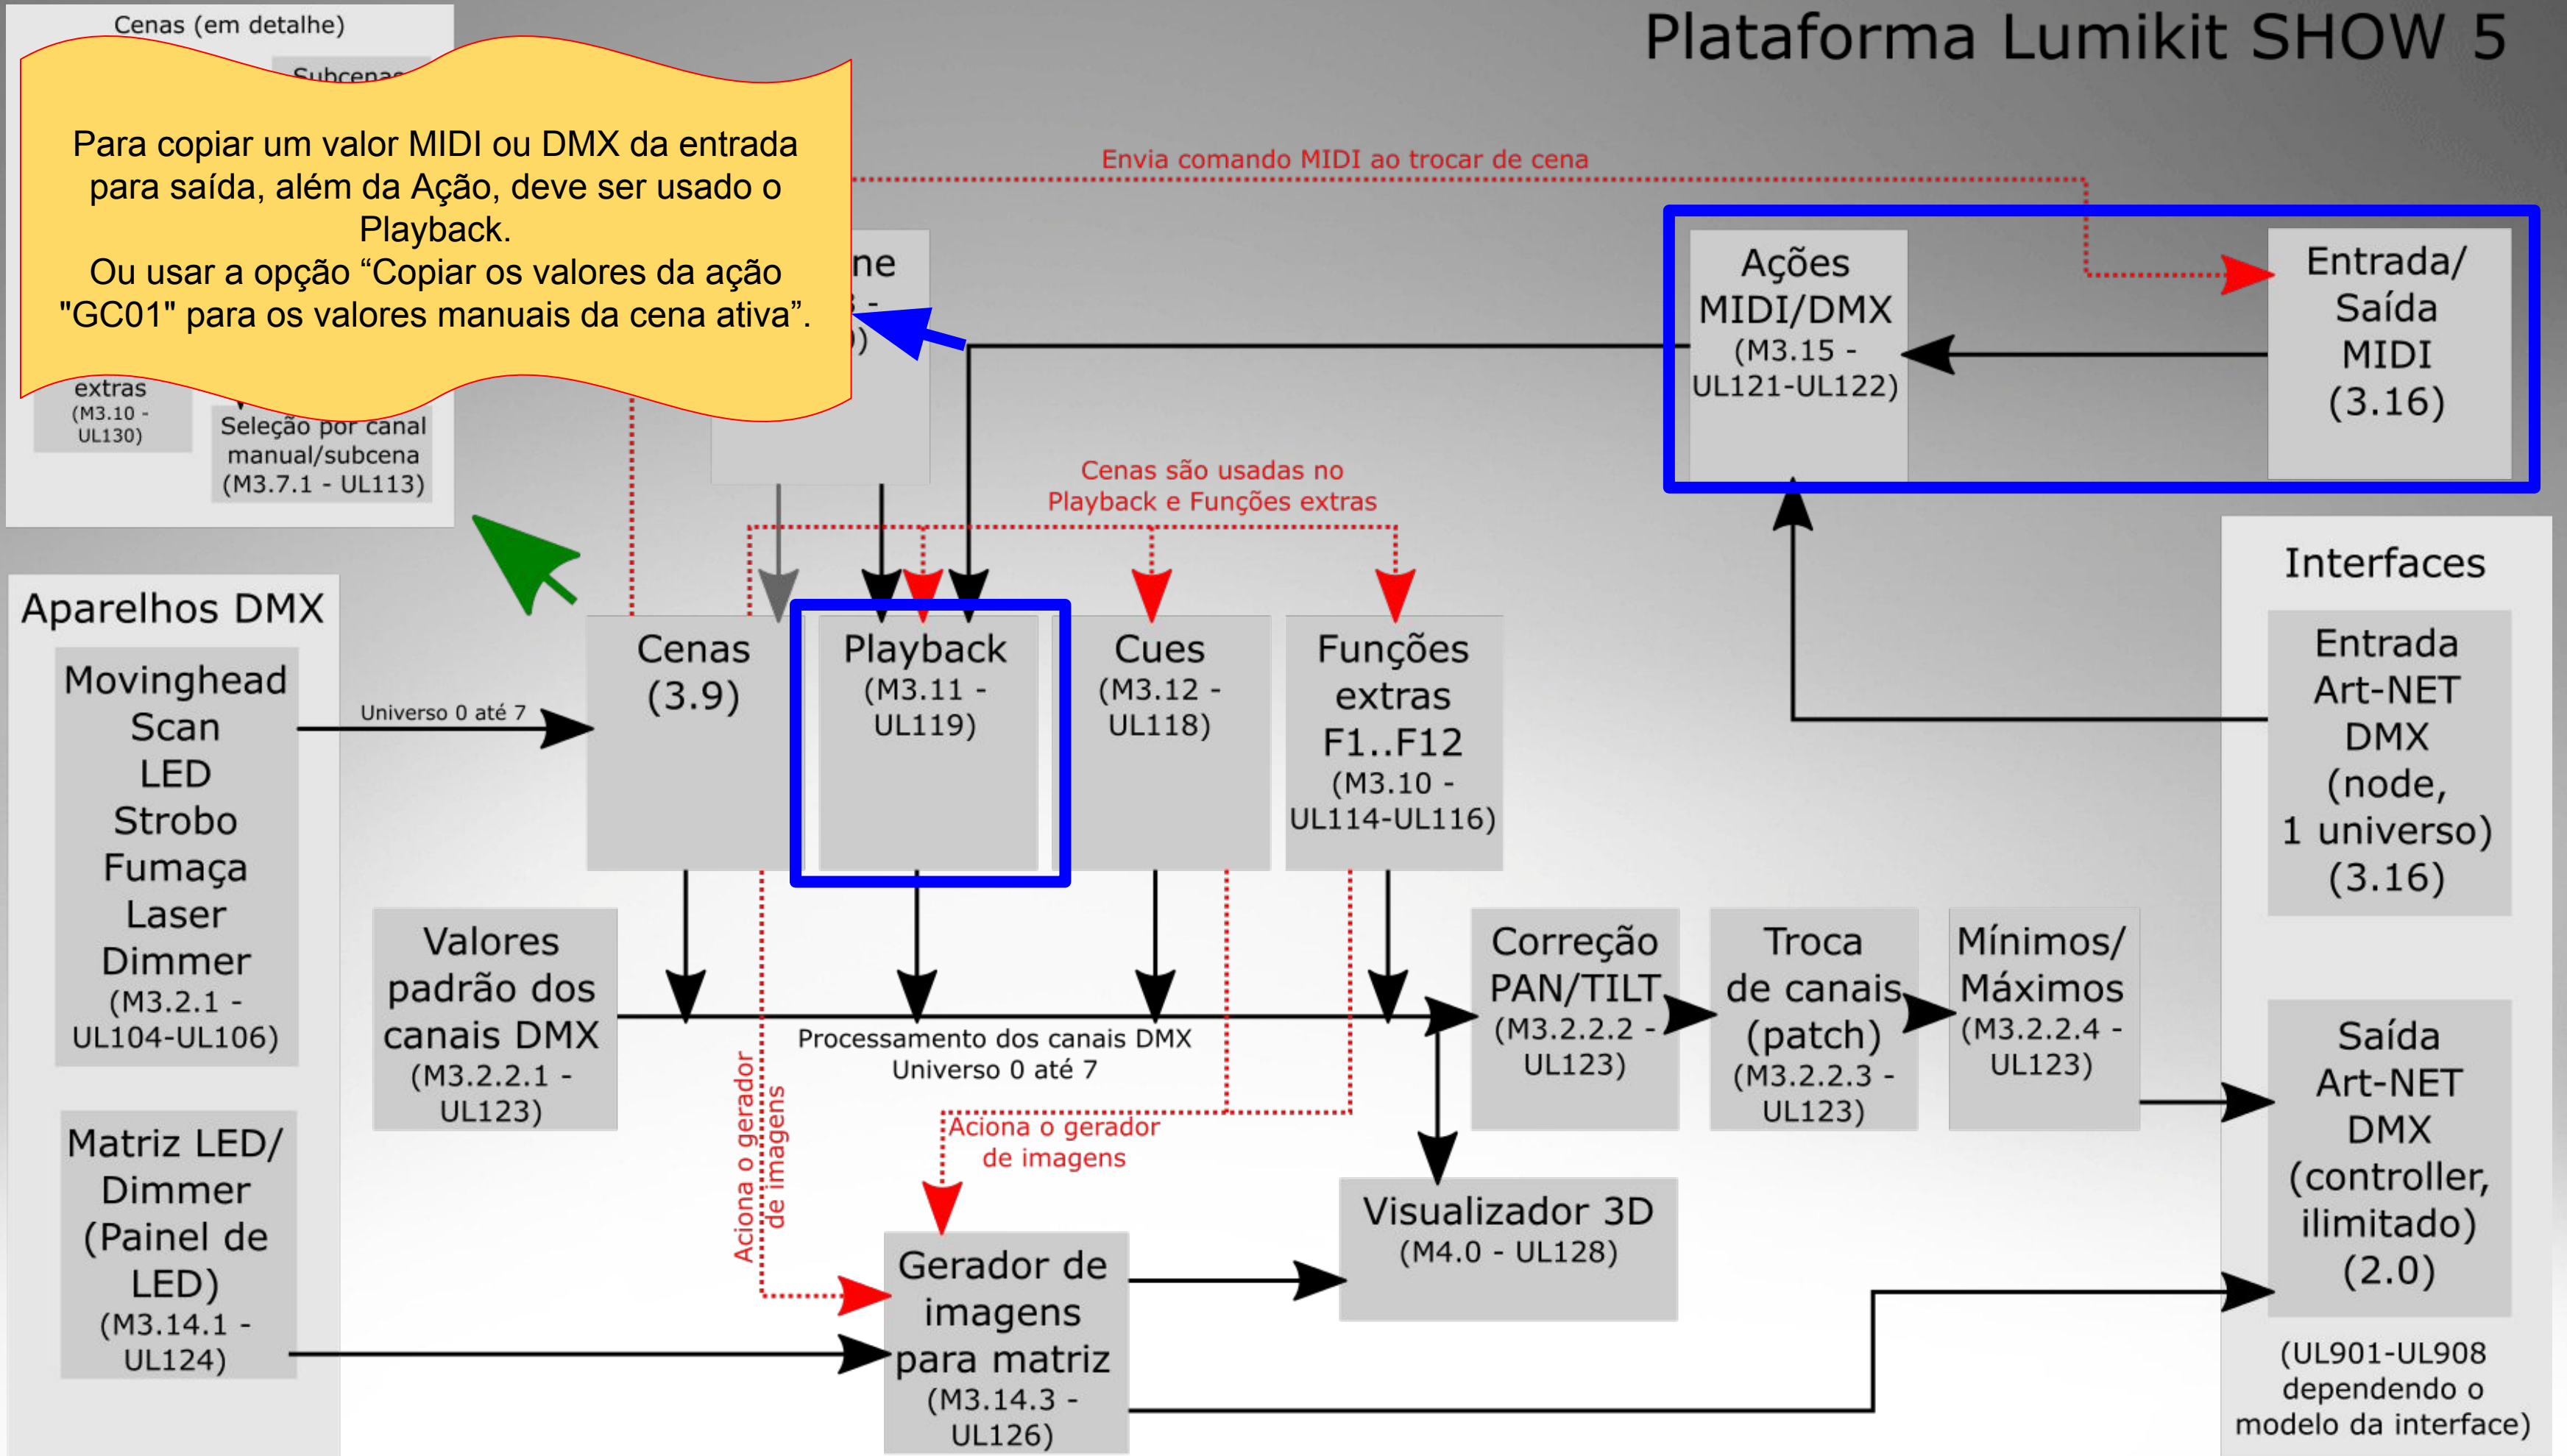 Plataforma Lumikit SHOW 5
Cenas (em detalhe)
Subcenas
Para copiar um valor MIDI ou DMX da entrada
para saída, além da Ação, deve ser usado o
Playback.
Ou usar a opção “Copiar os valores da ação
"GC01" para os valores manuais da cena ativa”.
extras
(M3.10 -
UL130)
Seleção por canal
manual/subcena
(M3.7.1 - UL113)
Envia comando MIDI ao trocar de cena
Ações
MIDI/DMX
(M3.15 -
UL121-UL122)
Entrada/
Saída
MIDI
(3.16)
Cenas são usadas no
Playback e Funções extras
Aparelhos DMX
Movinghead
Scan
LED
Strobo
Fumaça
Laser
Dimmer
(M3.2.1 -
UL104-UL106)
Matriz LED/
Dimmer
(Painel de
LED)
(M3.14.1 -
UL124)
Universo 0 até 7
Cenas
(3.9)
Playback
(M3.11 -
UL119)
Cues
(M3.12 -
UL118)
Funções
extras
F1..F12
(M3.10 -
UL114-UL116)
Valores
padrão dos
canais DMX
(M3.2.2.1 -
UL123)
Processamento dos canais DMX
Universo 0 até 7
Correção
PAN/TILT
(M3.2.2.2 -
UL123)
Troca
de canais
(patch)
(M3.2.2.3 -
UL123)
Mínimos/
Máximos
(M3.2.2.4 -
UL123)
Aciona o gerador
de imagens
Aciona o gerador
de imagens
Gerador de
imagens
para matriz
(M3.14.3 -
UL126)
Visualizador 3D
(M4.0 - UL128)
Interfaces
Entrada
Art-NET
DMX
(node,
1 universo)
(3.16)
Saída
Art-NET
DMX
(controller,
ilimitado)
(2.0)
(UL901-UL908
dependendo o
modelo da interface)